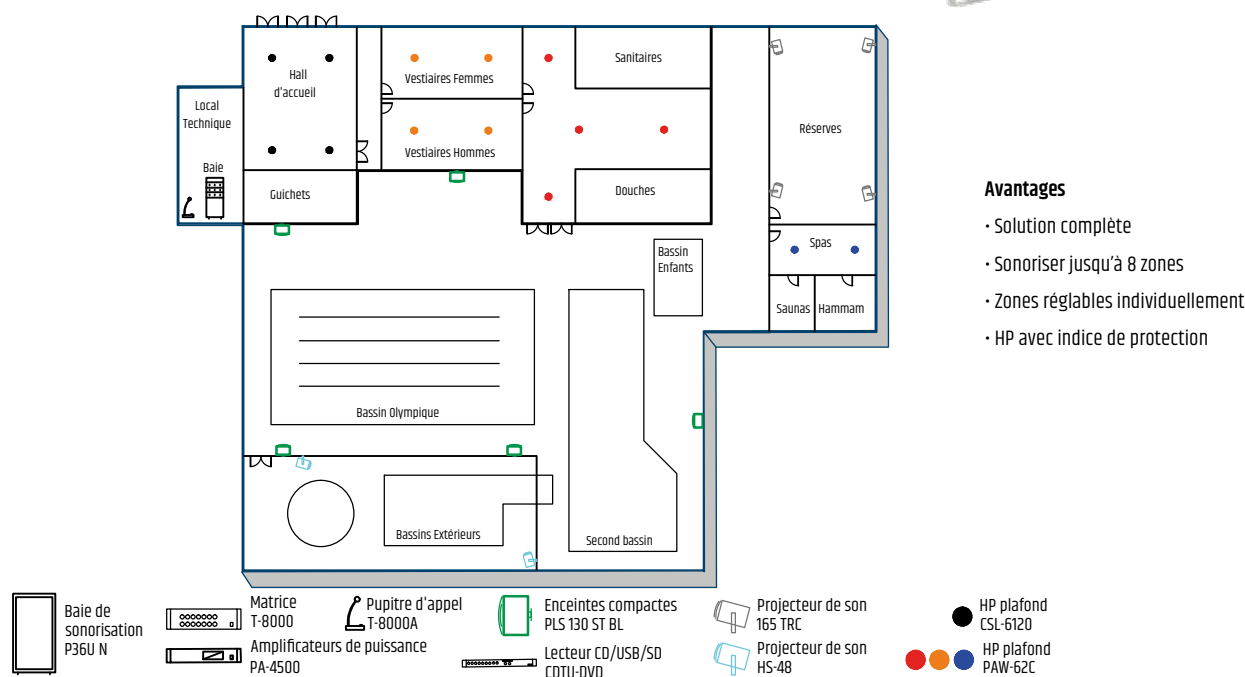 Hall
d'accueil
Vestiaires Femmes
Sanitaires
Local
Technique
Réserves
Vestiaires Hommes
Baie
Guichets
Douches
Avantages
· Solution complète
· Sonoriser jusqu'à 8 zones
· Zones réglables individuellement
· HP avec indice de protection
Spas
Bassin
Enfants
Saunas
Hammam
Bassin Olympique
Bassins Extérieurs
Second bassin
Baie de
sonorisation
P36U N
Matrice
T-8000
Amplificateurs de puissance
PA-4500
Pupitre d'appel
T-8000A
Enceintes compactes
PLS 130 ST BL
Lecteur CD/USB/SD
CDTU-DVD
Projecteur de son
165 TRC
Projecteur de son
HS-48
HP plafond
CSL-6120
HP plafond
PAW-62C